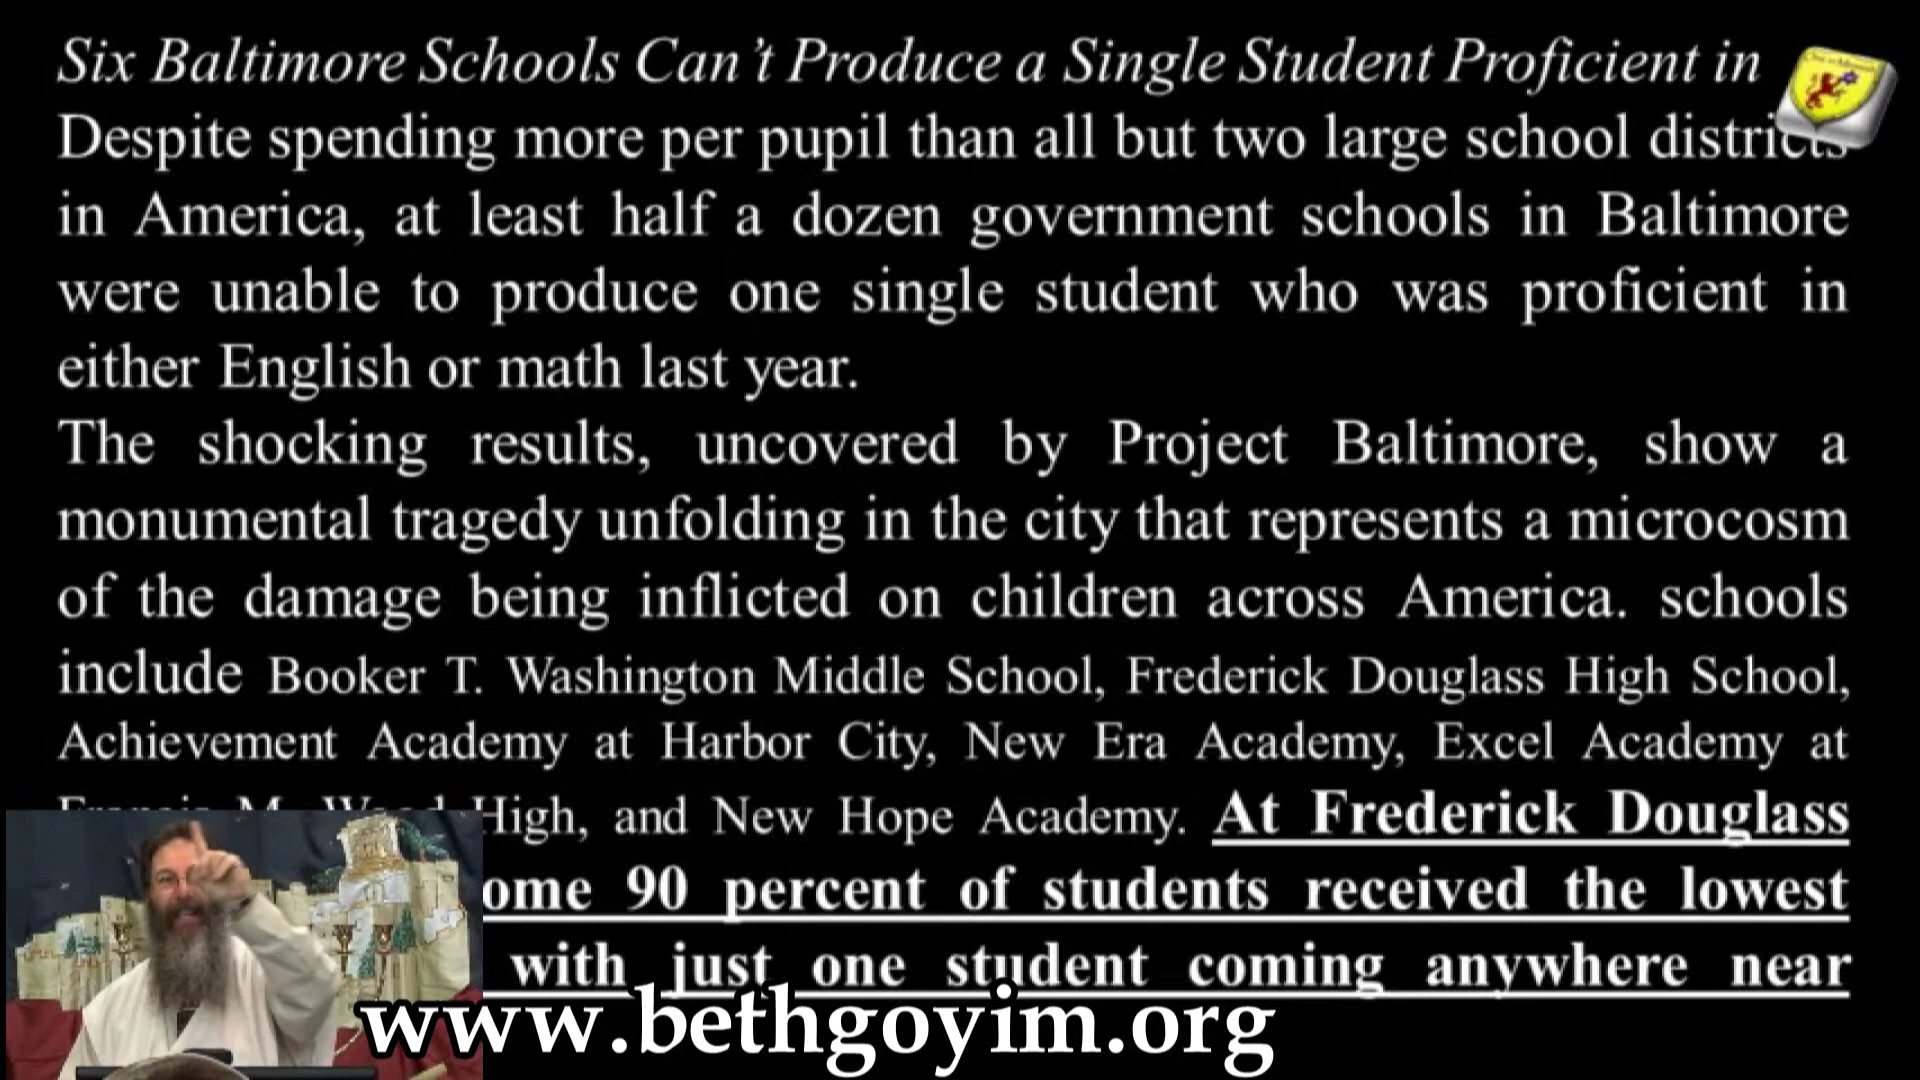 Six Baltimore Schools Can't Produce a Single Student Proficient in
Despite spending more per pupil than all but two large school districts
in America, at least half a dozen government schools in Baltimore
were unable to produce one single student who was proficient in
either English or math last year.
The shocking results, uncovered by Project Baltimore, show a
monumental tragedy unfolding in the city that represents a microcosm
of the damage being inflicted on children across America. schools
include Booker T. Washington Middle School, Frederick Douglass High School,
Achievement Academy at Harbor City, New Era Academy, Excel Academy at
Francis M. Wood High, and New Hope Academy. At Frederick Douglass
ome 90 percent of students received the lowest
with just one student coming anywhere near
www.bethgoyim.org